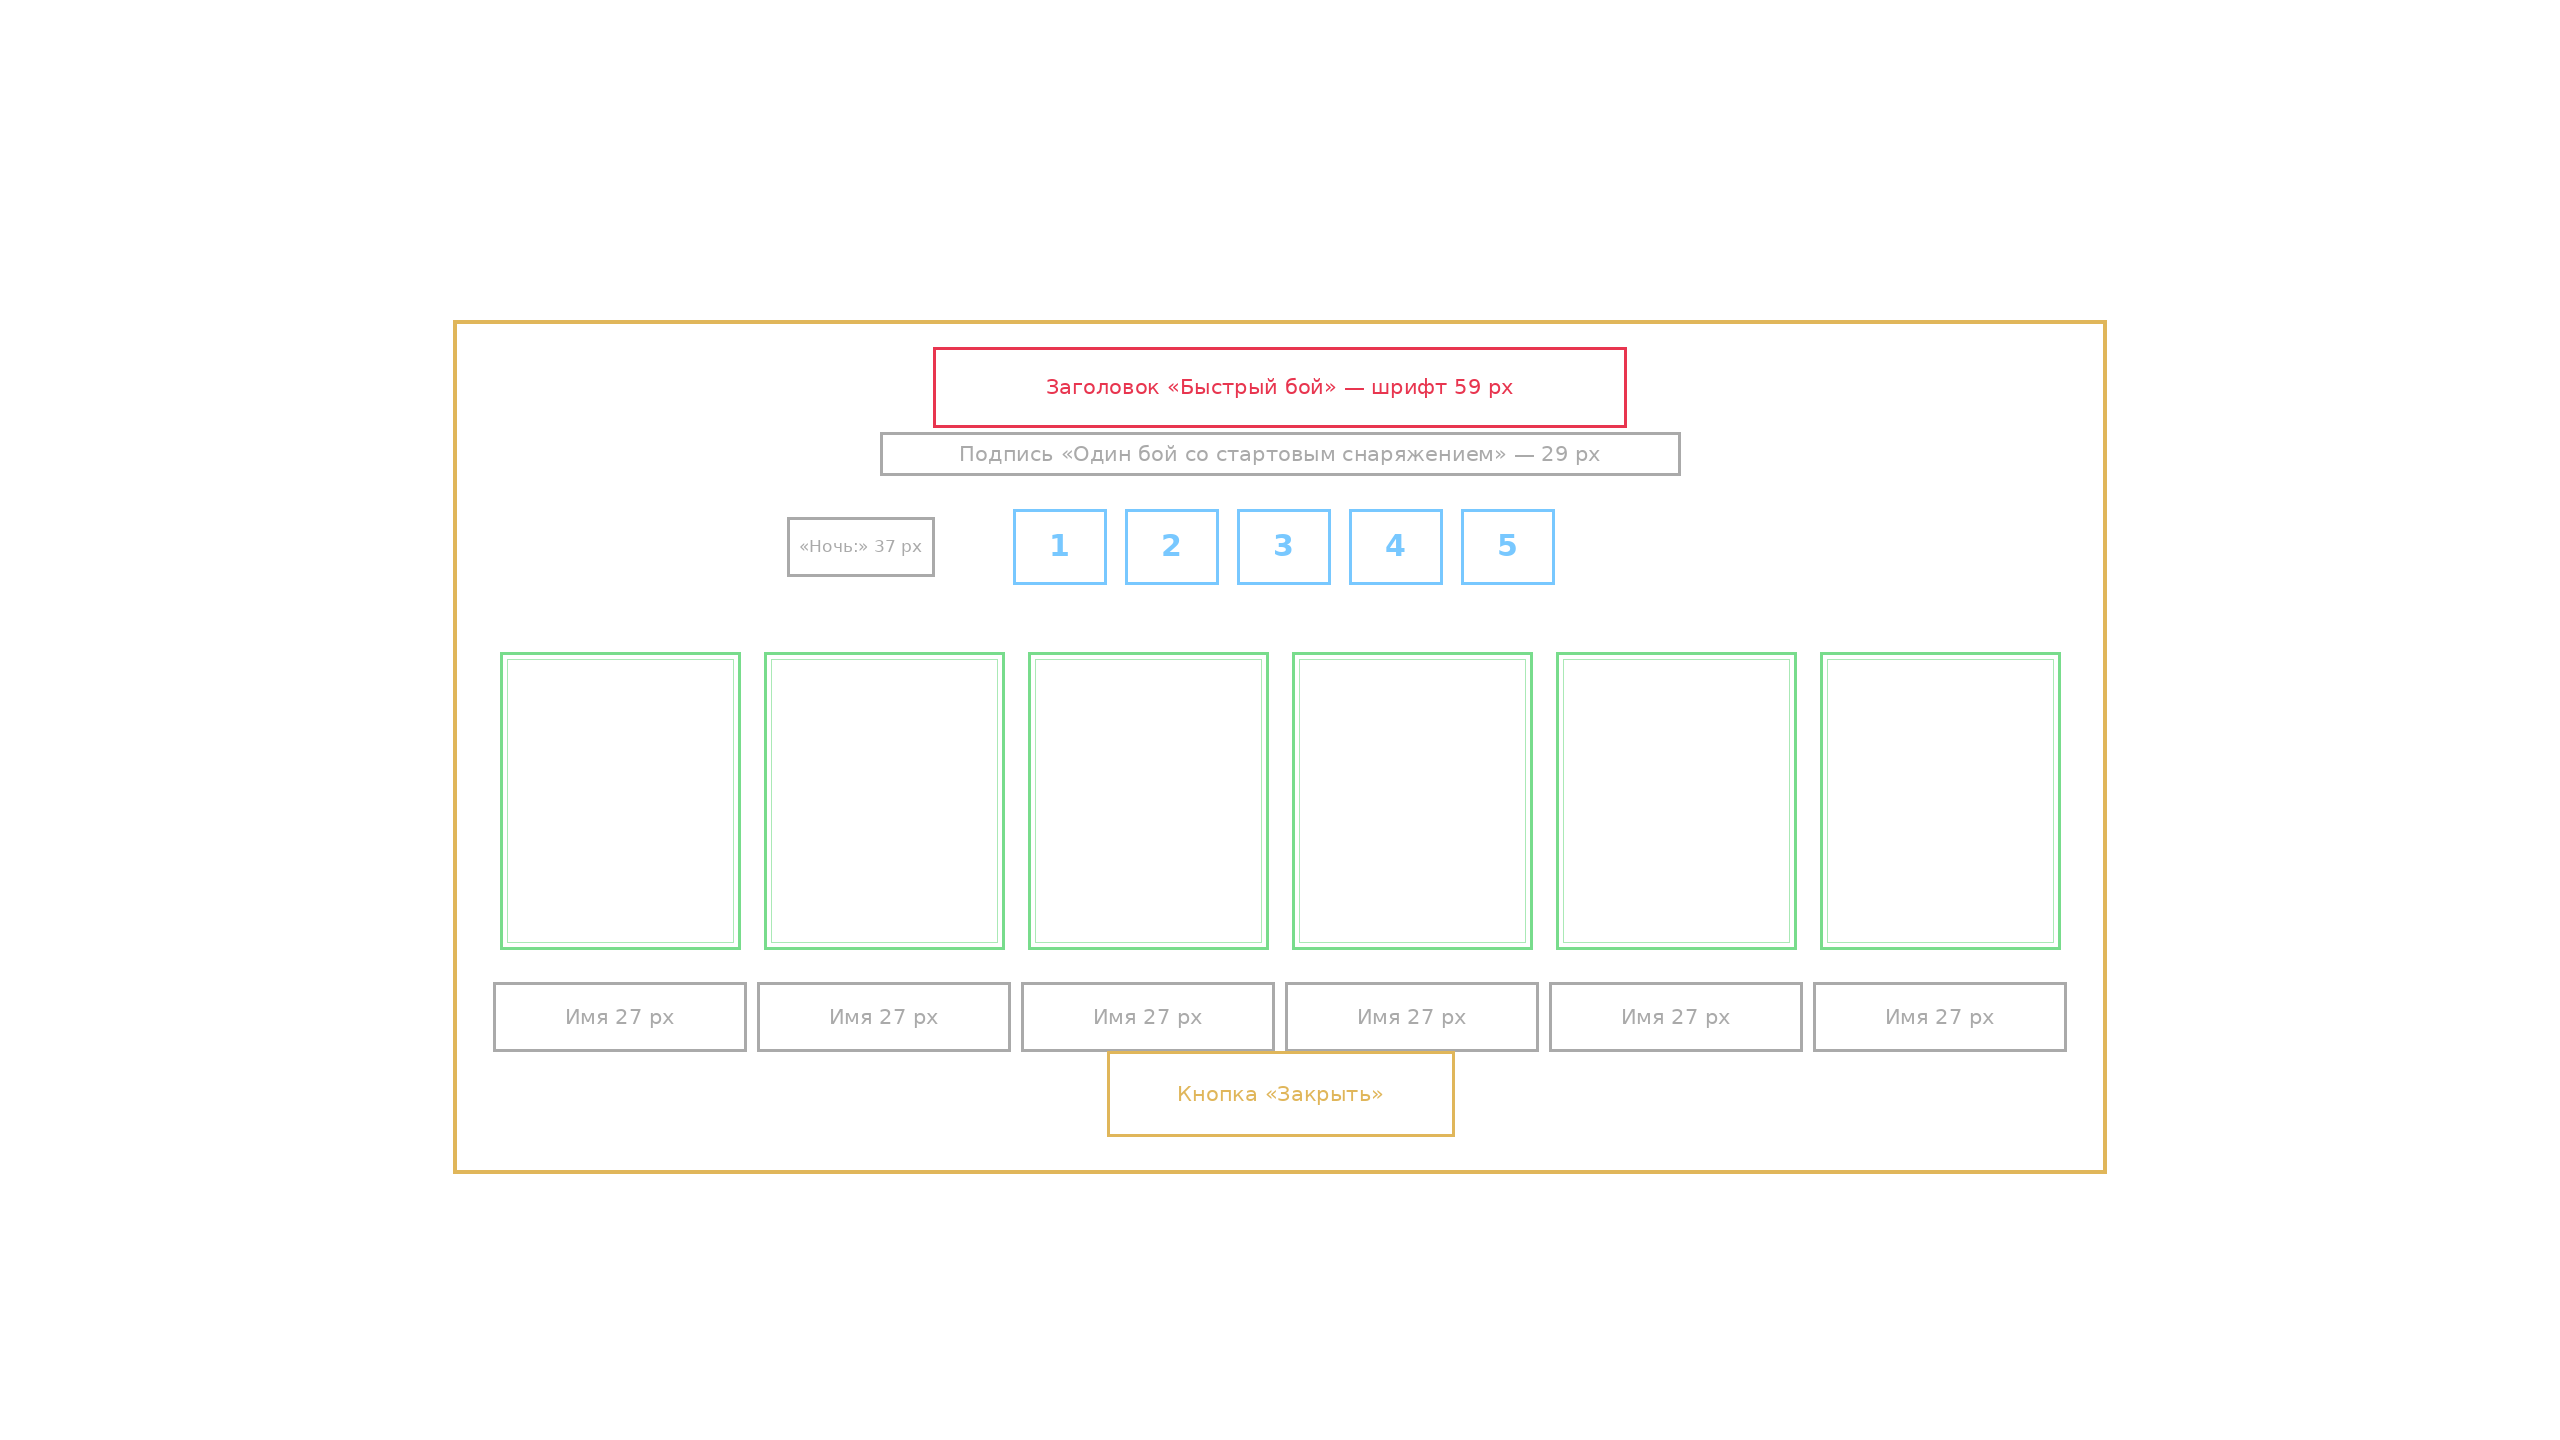 Заголовок «Быстрый бой» — шрифт 59 px
Подпись «Один бой со стартовым снаряжением» — 29 px
«Ночь:» 37 px 1 2 3 4 5
Имя 27 px Имя 27 px Имя 27 px Имя 27 px Имя 27 px Имя 27 px
Кнопка «Закрыть»